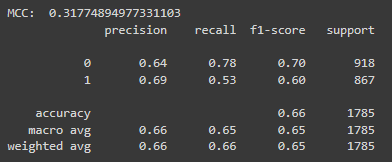 MCC:  0.31774894977331103
              precision    recall  f1-score   support

           0       0.64      0.78      0.70       918
           1       0.69      0.53      0.60       867

    accuracy                           0.66      1785
   macro avg       0.66      0.65      0.65      1785
weighted avg       0.66      0.66      0.65      1785